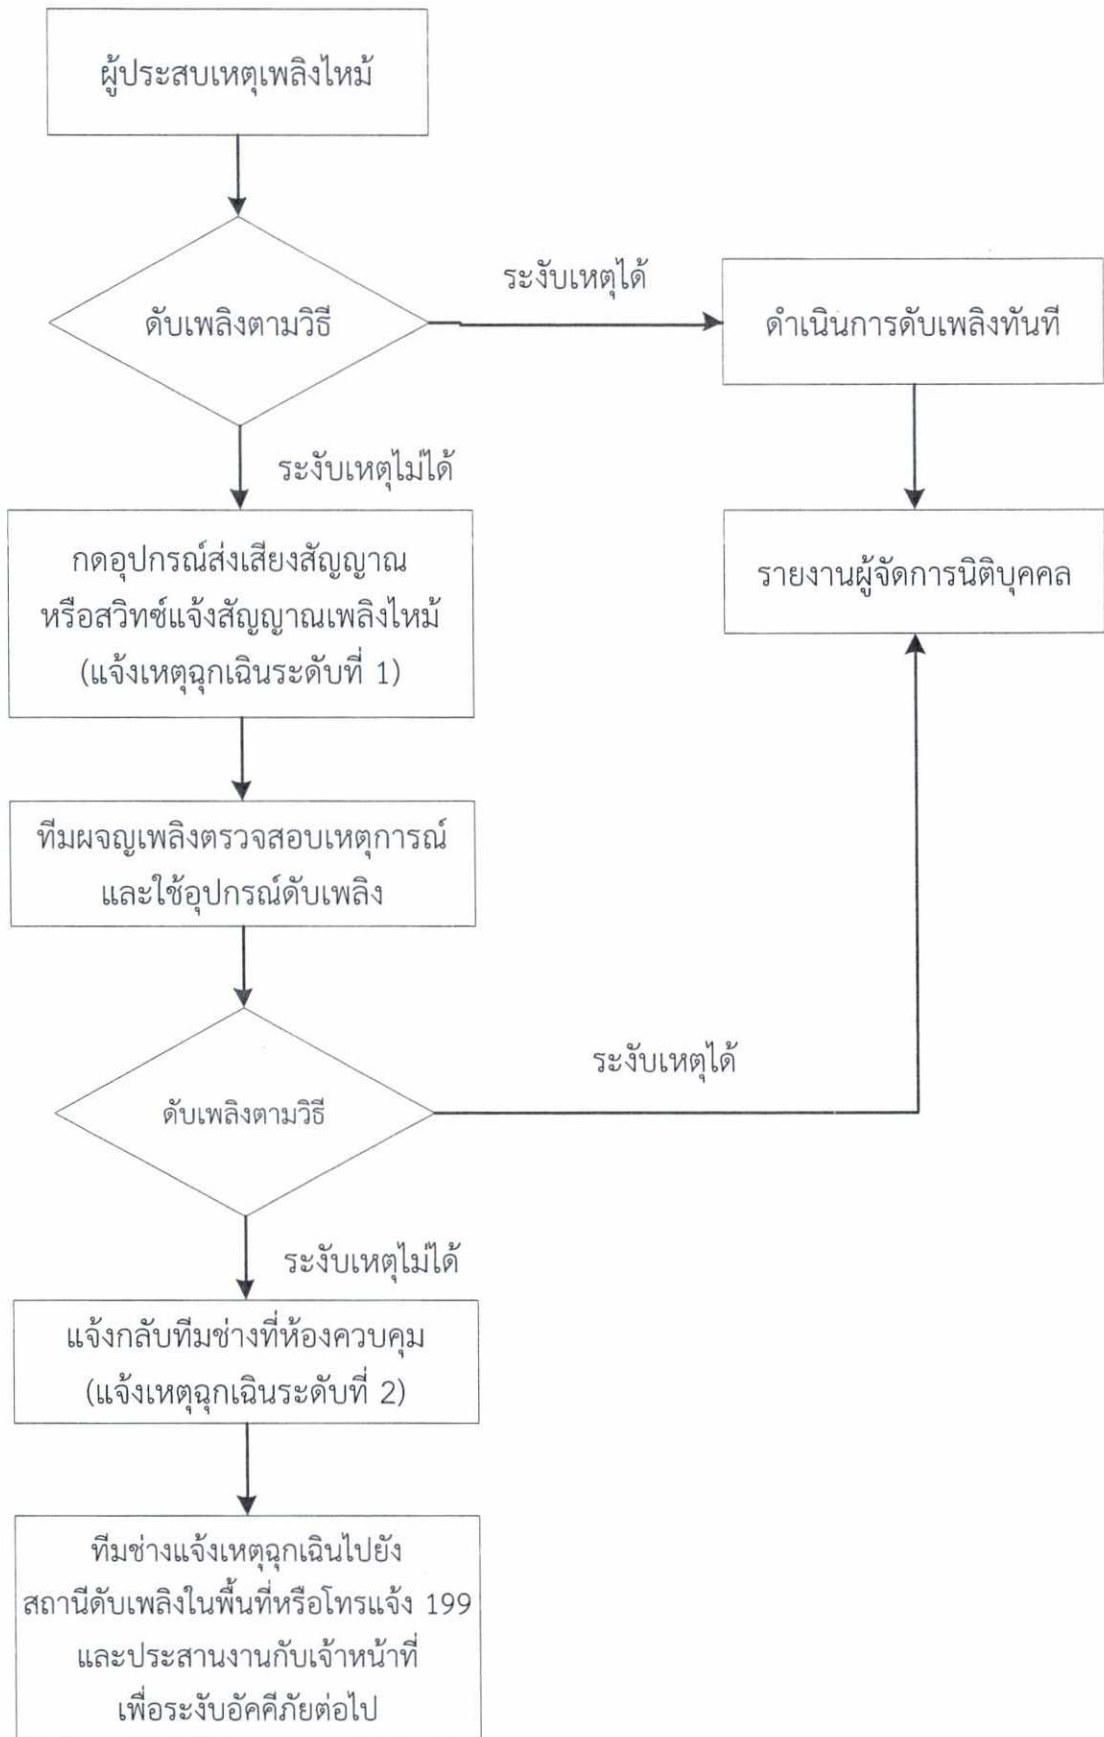 ผู้ประสบเหตุเพลิงไหม้
ระงับเหตุได้
ดับเพลิงตามวิธี
ดำเนินการดับเพลิงทันที
ระงับเหตุไม่ได้
กดอุปกรณ์ส่งเสียงสัญญาณ
หรือสวิทซ์แจ้งสัญญาณเพลิงไหม้
(แจ้งเหตุฉุกเฉินระดับที่ 1)
รายงานผู้จัดการนิติบุคคล
ทีมผจญเพลิงตรวจสอบเหตุการณ์
และใช้อุปกรณ์ดับเพลิง
ระงับเหตุได้
ดับเพลิงตามวิธี
ระงับเหตุไม่ได้
แจ้งกลับทีมช่างที่ห้องควบคุม
(แจ้งเหตุฉุกเฉินระดับที่ 2)
ทีมช่างแจ้งเหตุฉุกเฉินไปยัง
สถานีดับเพลิงในพื้นที่หรือโทรแจ้ง 199
และประสานงานกับเจ้าหน้าที่
เพื่อระงับอัคคีภัยต่อไป